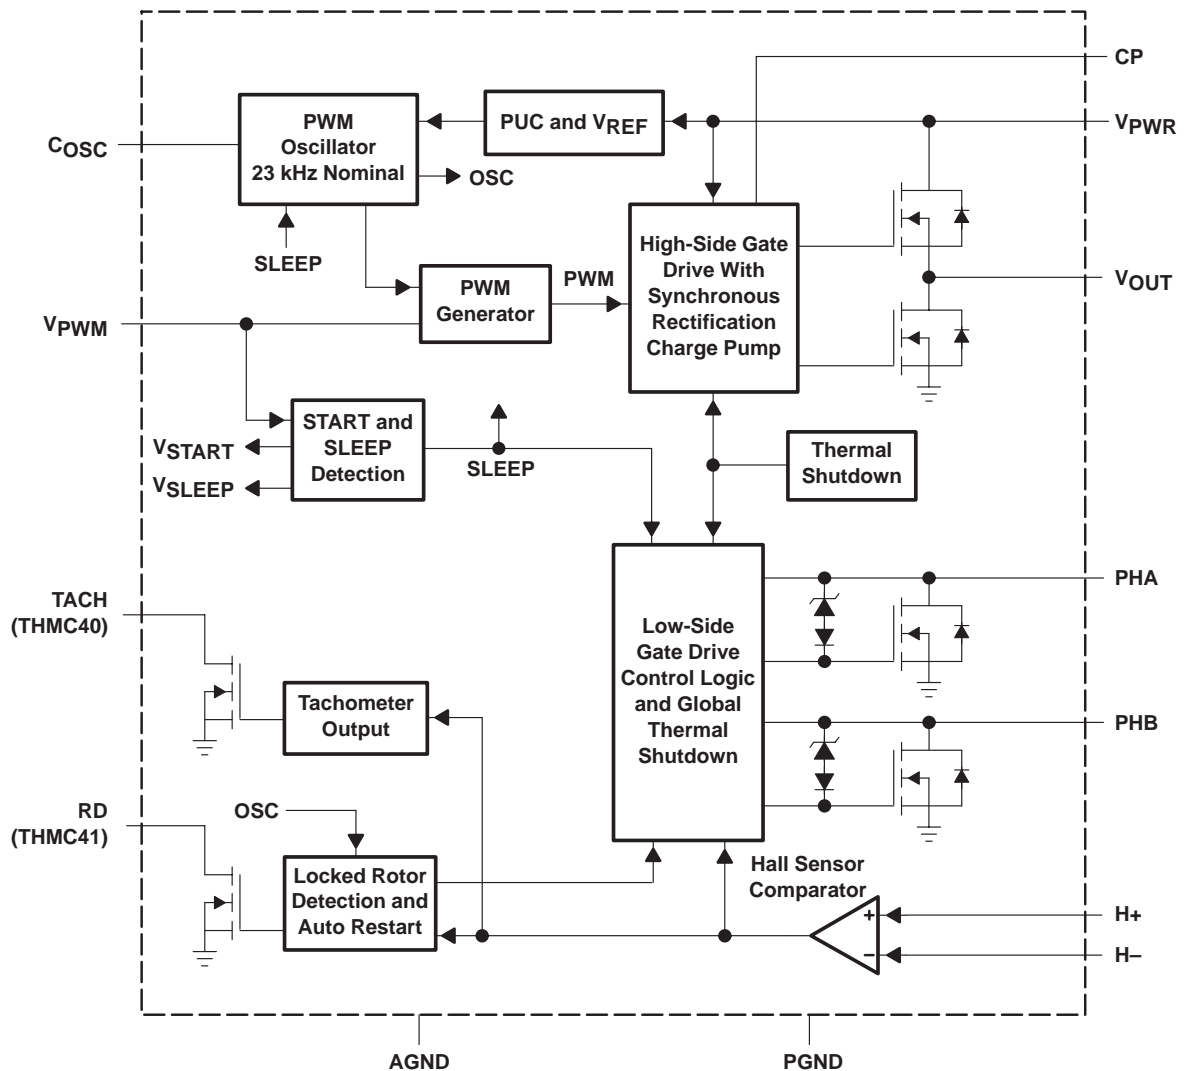 CP
PWM
Oscillator
23 kHz Nominal
PUC and VREF
VPWR
COSC
OSC
SLEEP
High-Side Gate
Drive With
Synchronous
Rectification
Charge Pump
PWM
Generator
PWM
VOUT
VPWM
START and
SLEEP
Detection
VSTART
VSLEEP
SLEEP
Thermal
Shutdown
TACH
(THMC40)
PHA
Low-Side
Gate Drive
Control Logic
and Global
Thermal
Shutdown
Tachometer
Output
PHB
RD
(THMC41)
OSC
Locked Rotor
Detection and
Auto Restart
Hall Sensor
Comparator
+
−
H+
H–
AGND
PGND